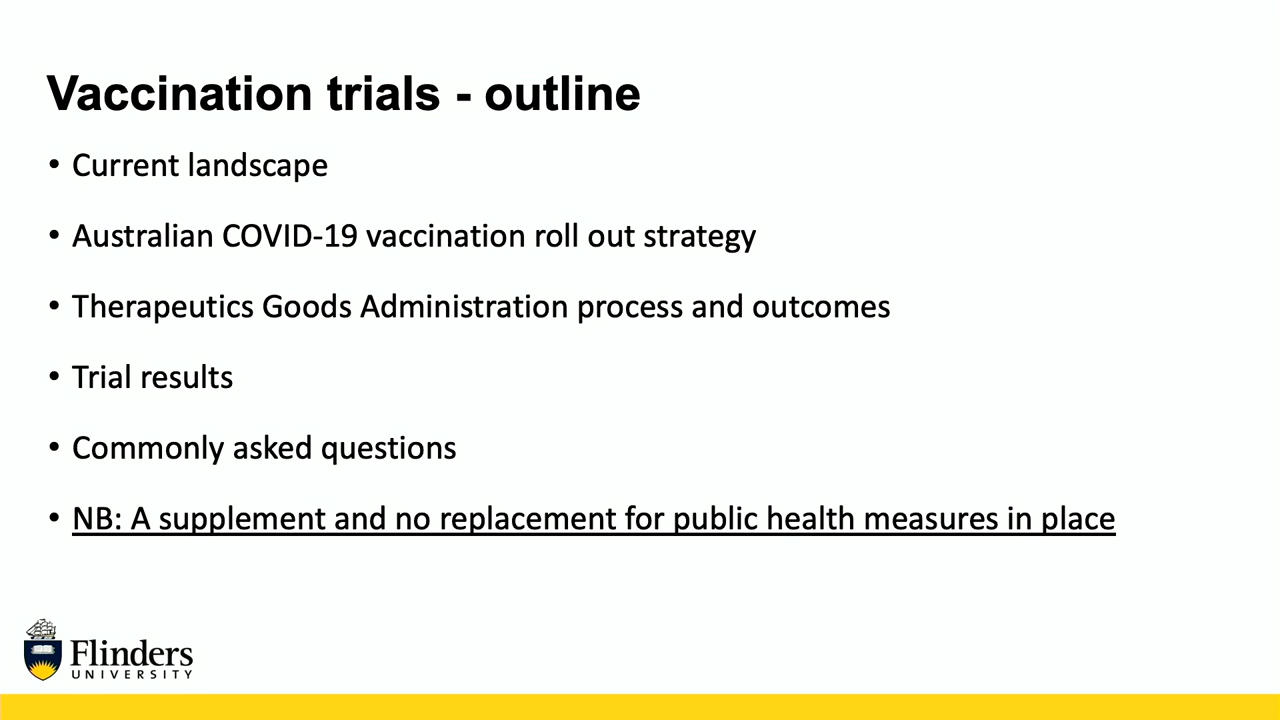 Vaccination trials - outline
• Current landscape
• Australian COVID-19 vaccination roll out strategy
• Therapeutics Goods Administration process and outcomes
• Trial results
• Commonly asked questions
• NB: A supplement and no replacement for public health measures in place
Flinders
UNIVERSITY